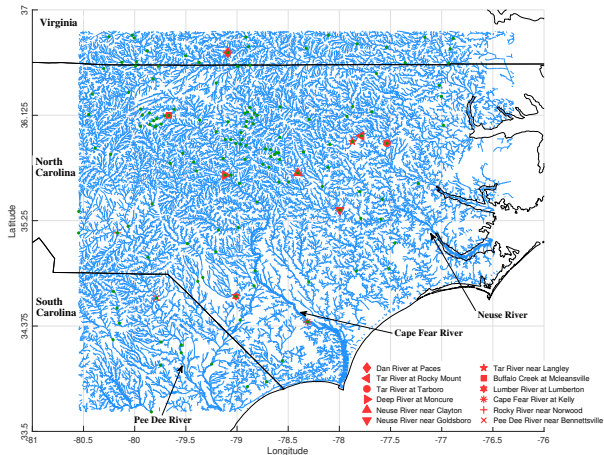 37
Virginia
36.125
North
Carolina
Latitude
35.25
South
Carolina
34.375
33.5
Neuse River
Cape Fear River
Pee Dee River
Dan River at Paces
Tar River at Rocky Mount
Tar River at Tarboro
Deep River at Moncure
Neuse River near Clayton
Neuse River near Goldsboro
Tar River near Langley
Buffalo Creek at Mcleansville
Lumber River at Lumberton
Cape Fear River at Kelly
Rocky River near Norwood
Pee Dee River near Bennettsville
-81 -80.5 -80 -79.5 -79 -78.5 -78 -77.5 -77 -76.5 -76
Longitude